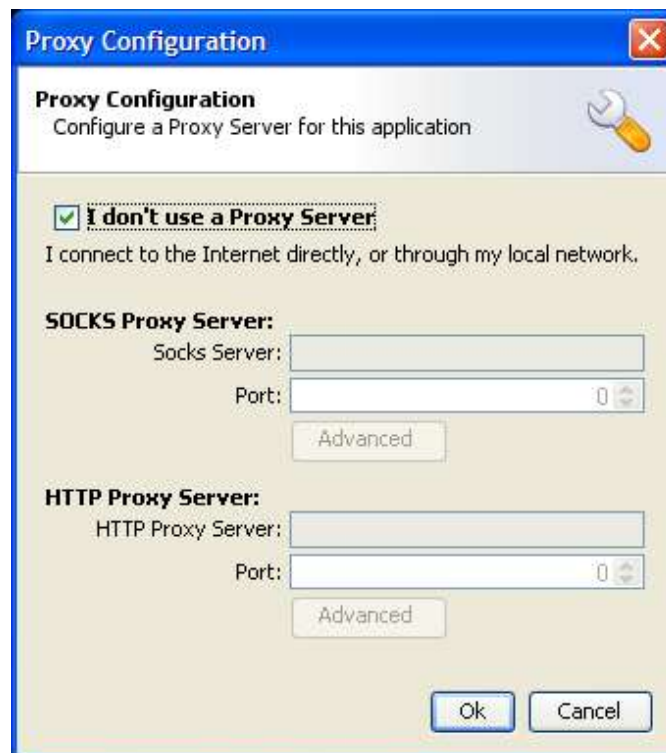 Proxy Configuration
Proxy Configuration
Configure a Proxy Server for this application
I don't use a Proxy Server
I connect to the Internet directly, or through my local network.
SOCKS Proxy Server:
Socks Server:
Port: 0
Advanced
HTTP Proxy Server:
HTTP Proxy Server:
Port: 0
Advanced
Ok Cancel